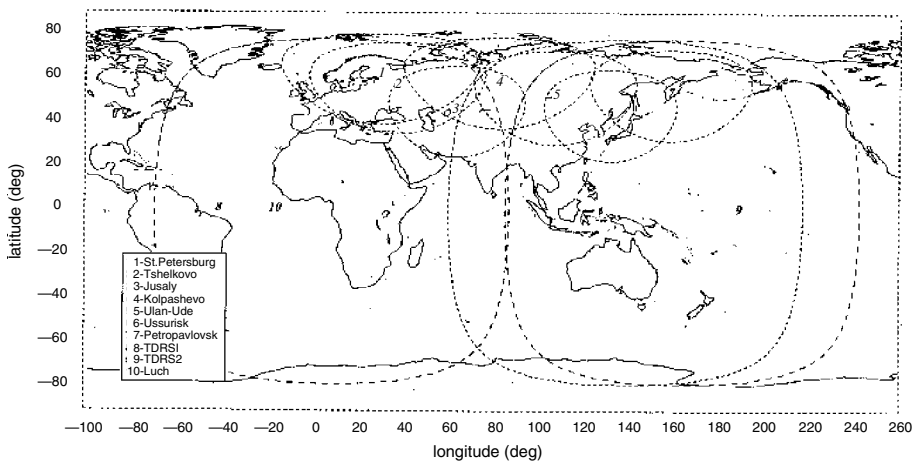 80
60
40
20
0
—20
—40
—60
—80
latitude (deg)
2
3
4
5
8
10
9
1-St.Petersburg
2-Tshelkovo
3-Jusaly
4-Kolpashevo
5-Ulan-Ude
6-Ussurisk
7-Petropavlovsk
8-TDRSI
9-TDRS2
10-Luch
—100 —80 —60 —40 —20 0 20 40 60 80 100 120 140 160 180 200 220 240 260
longitude (deg)